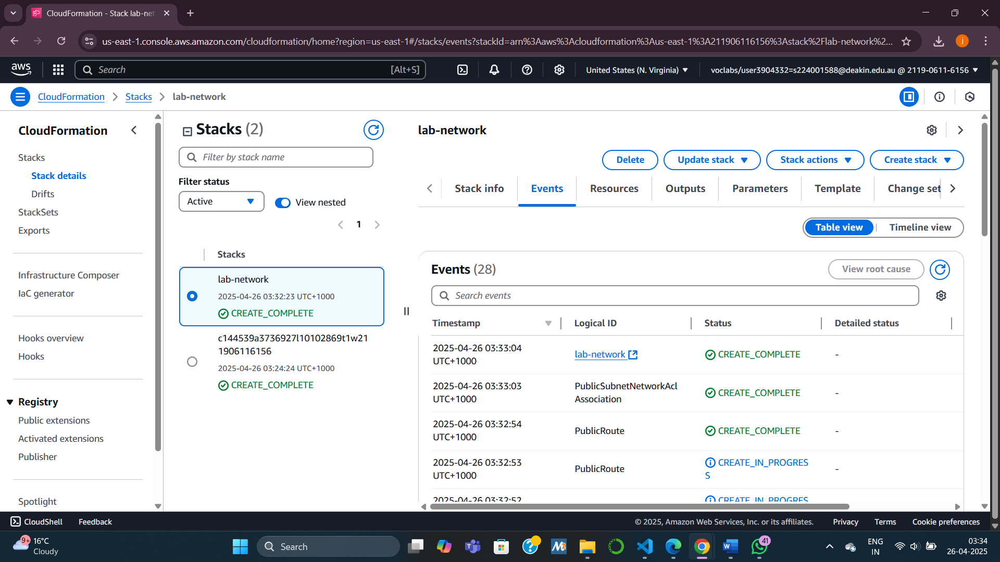 CloudFormation - Stack lab-net
us-east-1.console.aws.amazon.com/cloudformation/home?region=us-east-1#/stacks/events?stackId=arn%3Aaws%3Acloudformation%3Aus-east-1%3A211906116156%3Astack%2Flab-network%2...
j
aws
Search
[Alt+S]
United States (N. Virginia)
voclabs/user3904332=s224001588@deakin.edu.au @ 2119-0611-6156
CloudFormation
Stacks
lab-network
CloudFormation
Stacks
Stack details
Drifts
StackSets
Exports
Infrastructure Composer
IaC generator
Hooks overview
Hooks
Registry
Public extensions
Activated extensions
Publisher
Spotlight
Stacks (2)
Filter by stack name
Filter status
Active
View nested
1
Stacks
lab-network
2025-04-26 03:32:23 UTC+1000
CREATE_COMPLETE
c144539a3736927l10102869t1w21
1906116156
2025-04-26 03:24:24 UTC+1000
CREATE_COMPLETE
lab-network
Delete
Update stack
Stack actions
Create stack
Stack info
Events
Resources
Outputs
Parameters
Template
Change set
Table view
Timeline view
Events (28)
View root cause
Search events
Timestamp
Logical ID
Status
Detailed status
2025-04-26 03:33:04
UTC+1000
lab-network
CREATE_COMPLETE
-
2025-04-26 03:33:03
UTC+1000
PublicSubnetNetworkAcl
Association
CREATE_COMPLETE
-
2025-04-26 03:32:54
UTC+1000
PublicRoute
CREATE_COMPLETE
-
2025-04-26 03:32:53
UTC+1000
PublicRoute
CREATE_IN_PROGRES
S
-
2025-04-26 03:32:52
CREATE_IN_PROGRES
CloudShell
Feedback
© 2025, Amazon Web Services, Inc. or its affiliates.
Privacy
Terms
Cookie preferences
9+
16°C
Cloudy
Search
41
ENG
IN
03:34
26-04-2025